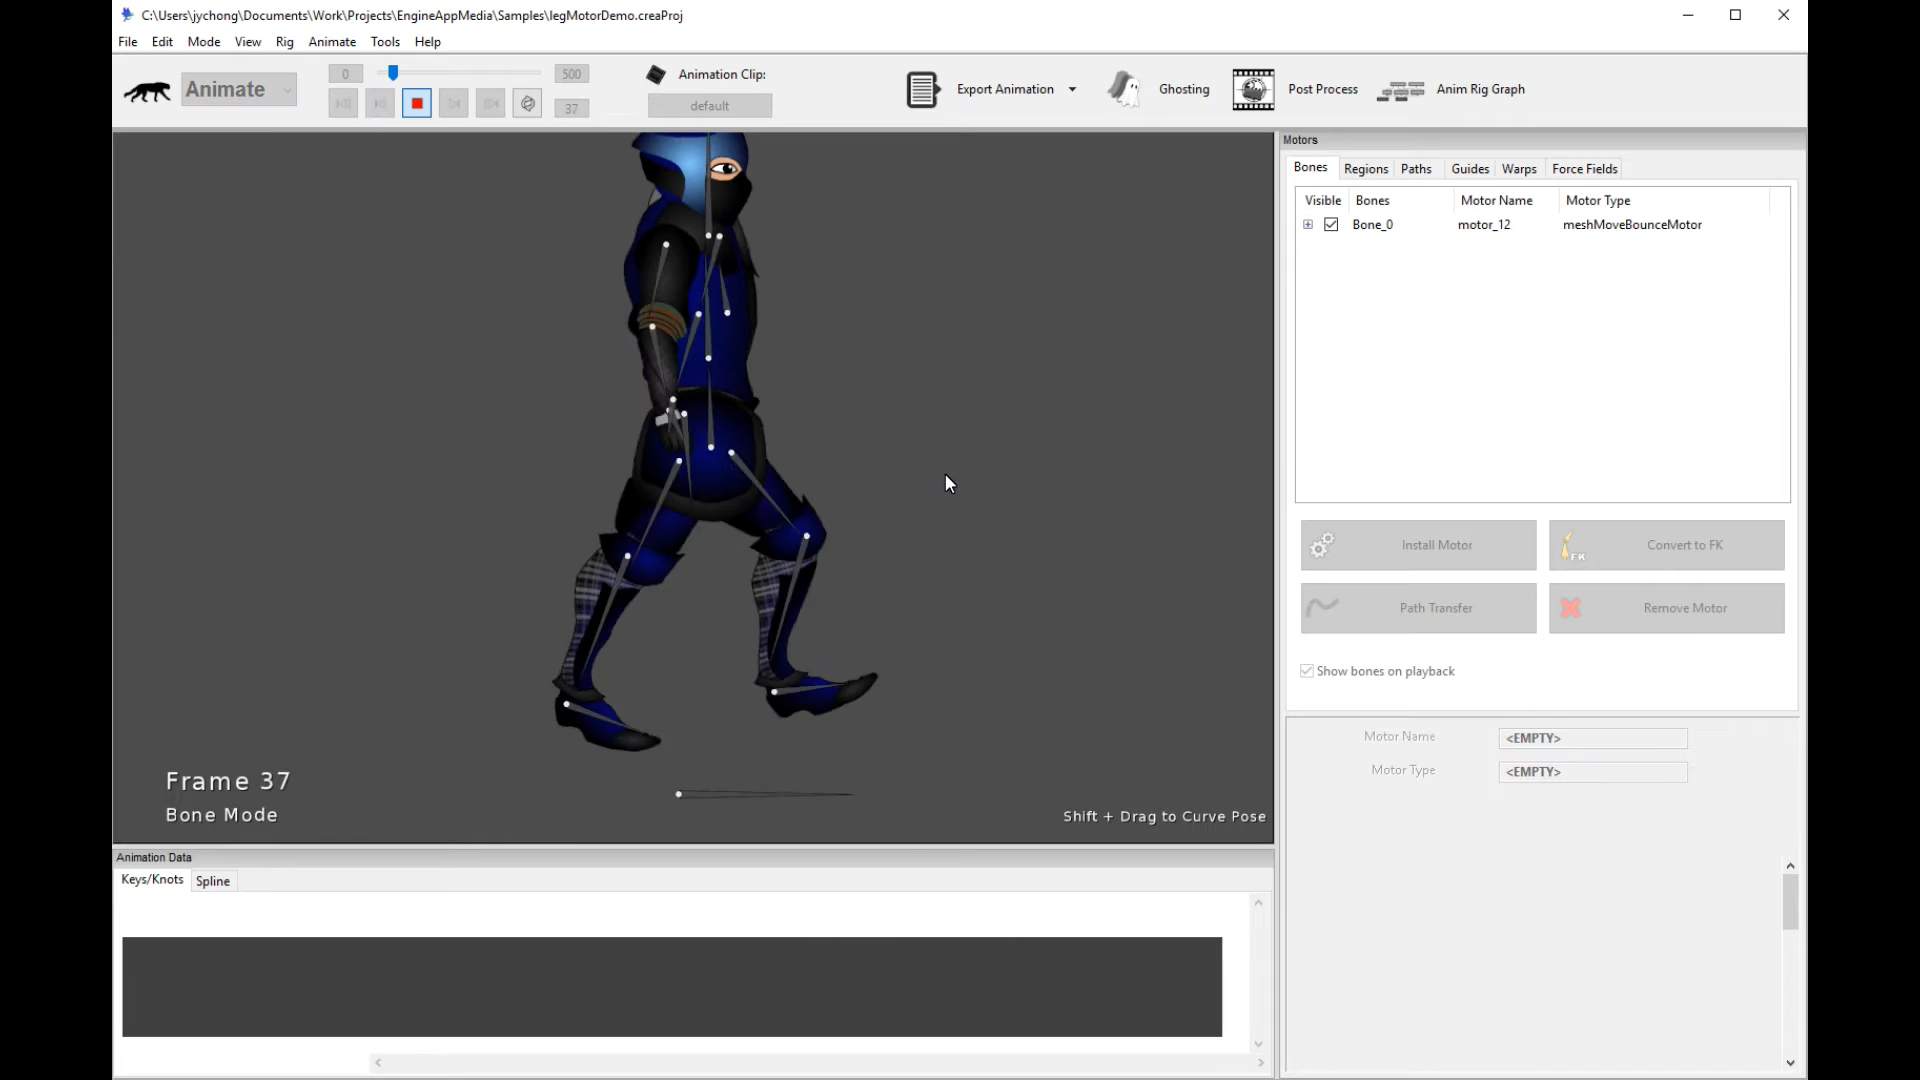 C:\Users\jychong\Documents\Work\Projects\EngineAppMedia\Samples\legMotorDemo.creaProj
File Edit Mode View Rig Animate Tools Help
Animate
0
500
37
Animation Clip:
default
Export Animation
Ghosting
Post Process
Anim Rig Graph
Motors
Bones Regions Paths Guides Warps Force Fields
Visible Bones Motor Name Motor Type
Bone_0 motor_12 meshMoveBounceMotor
Install Motor
FK
Convert to FK
Path Transfer
Remove Motor
Show bones on playback
Motor Name <EMPTY>
Motor Type <EMPTY>
Frame 37
Bone Mode
Shift + Drag to Curve Pose
Animation Data
Keys/Knots Spline